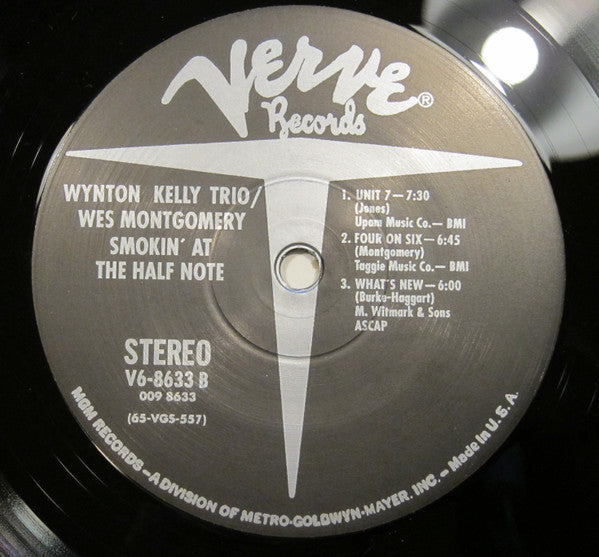 Verve®
Records
WYNTON KELLY TRIO/
WES MONTGOMERY
SMOKIN' AT
THE HALF NOTE
STEREO
V6-8633 B
009 8633
(65-VGS-557)
1. UNIT 7—7:30
(Jones)
Upam Music Co.— BMI
2. FOUR ON SIX—6:45
(Montgomery)
Taggie Music Co.— BMI
3. WHAT'S NEW—6:00
(Burke-Haggart)
M. Witmark & Sons
ASCAP
MGM RECORDS—A DIVISION OF METRO-GOLDWYN-MAYER, INC.— Made in U.S.A.